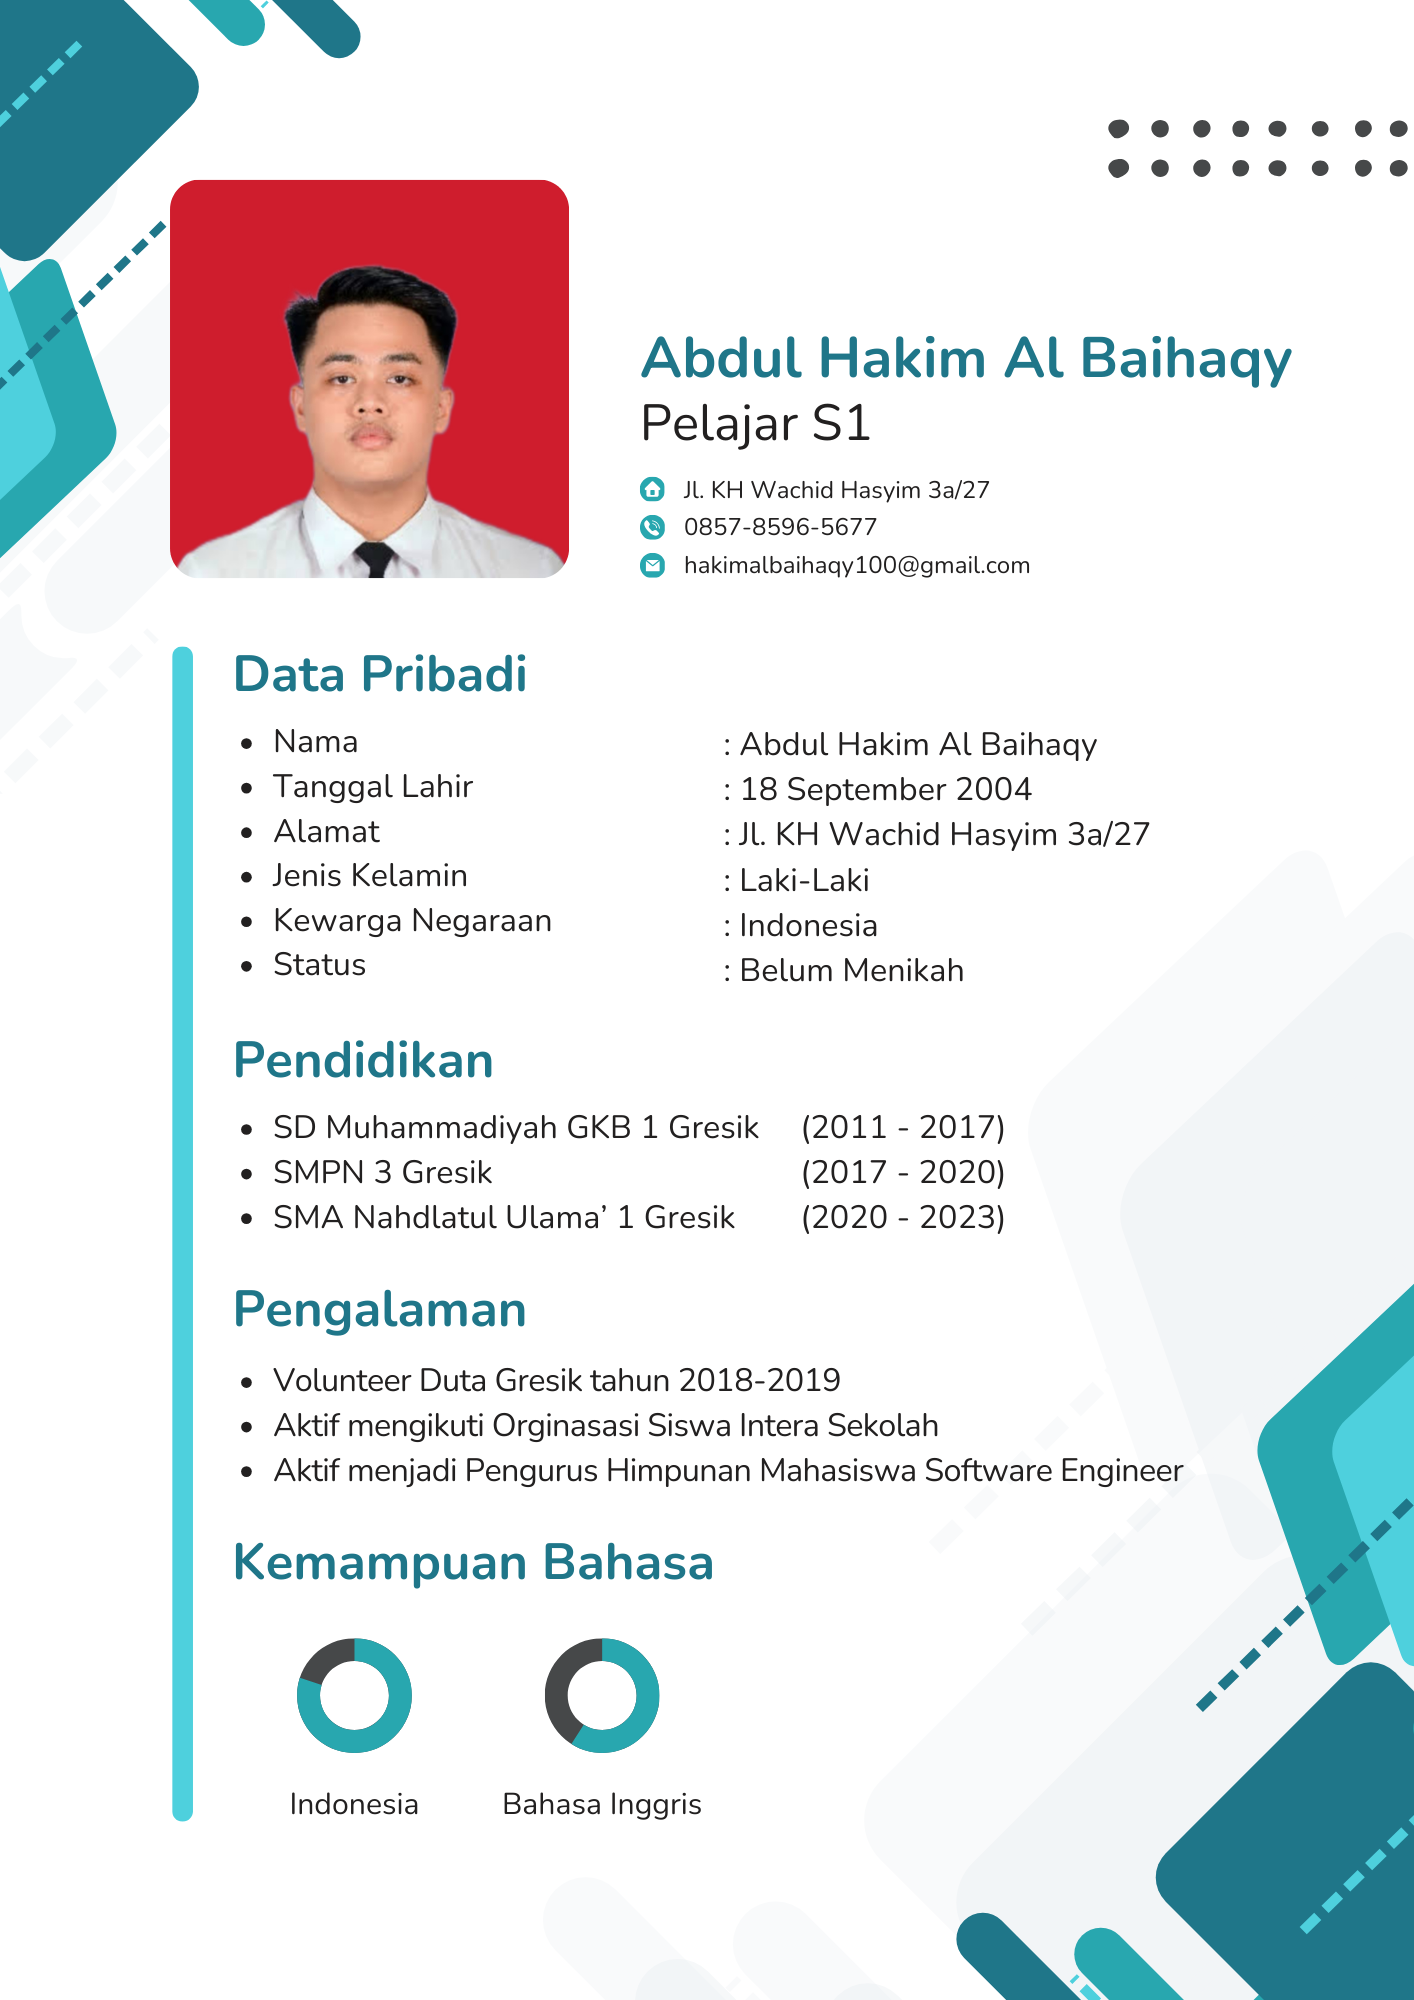 Abdul Hakim Al Baihaqy
Pelajar S1
Jl. KH Wachid Hasyim 3a/27
0857-8596-5677
hakimalbaihaqy100@gmail.com
Data Pribadi
• Nama : Abdul Hakim Al Baihaqy
• Tanggal Lahir : 18 September 2004
• Alamat : Jl. KH Wachid Hasyim 3a/27
• Jenis Kelamin : Laki-Laki
• Kewarga Negaraan : Indonesia
• Status : Belum Menikah
Pendidikan
• SD Muhammadiyah GKB 1 Gresik (2011 - 2017)
• SMPN 3 Gresik (2017 - 2020)
• SMA Nahdlatul Ulama’ 1 Gresik (2020 - 2023)
Pengalaman
• Volunteer Duta Gresik tahun 2018-2019
• Aktif mengikuti Orginasasi Siswa Intera Sekolah
• Aktif menjadi Pengurus Himpunan Mahasiswa Software Engineer
Kemampuan Bahasa
Indonesia Bahasa Inggris